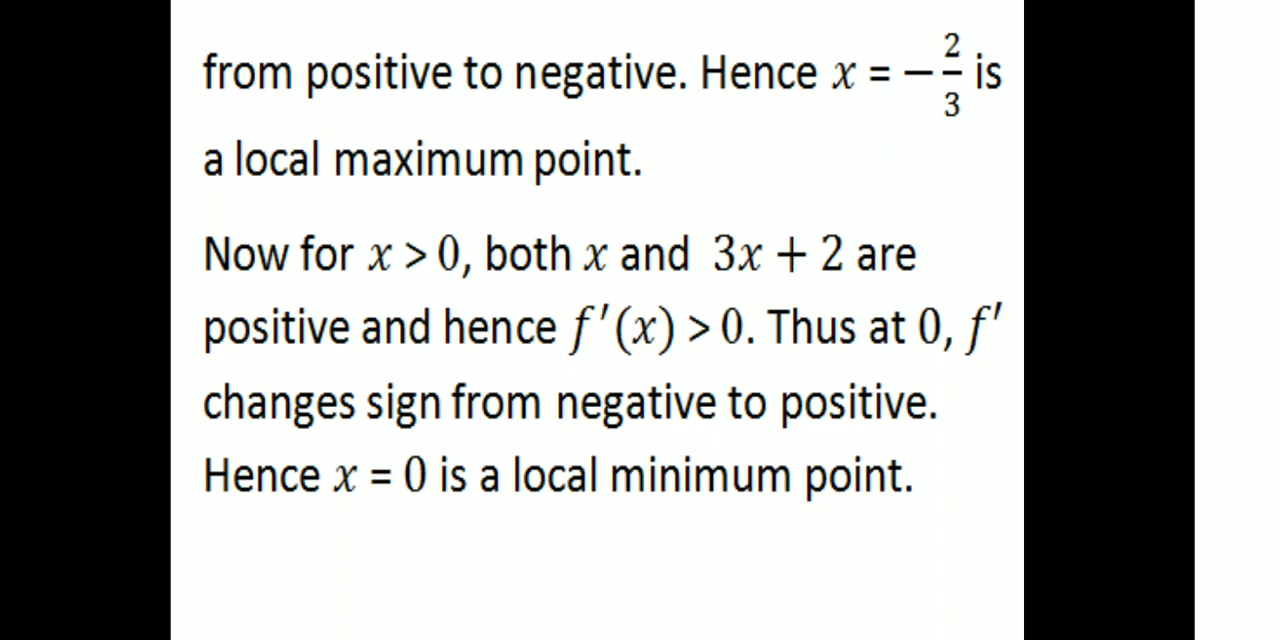 from positive to negative. Hence x = −2/3 is
a local maximum point.
Now for x > 0, both x and 3x + 2 are
positive and hence f′(x) > 0. Thus at 0, f′
changes sign from negative to positive.
Hence x = 0 is a local minimum point.